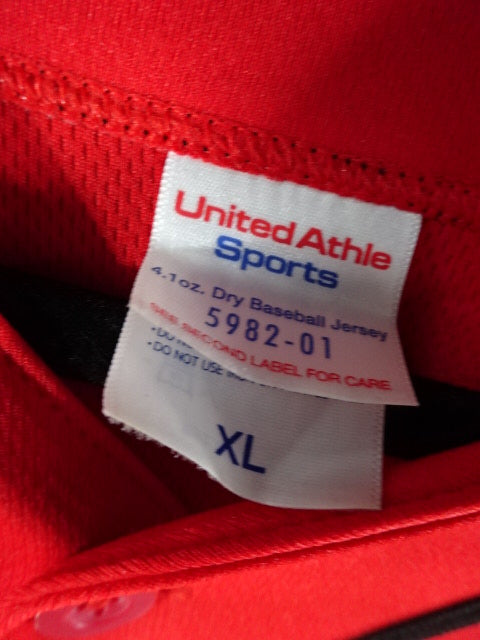 United Athle
Sports
4.1oz. Dry Baseball Jersey
5982-01
SEE SECOND LABEL FOR CARE
• DO NOT USE
XL